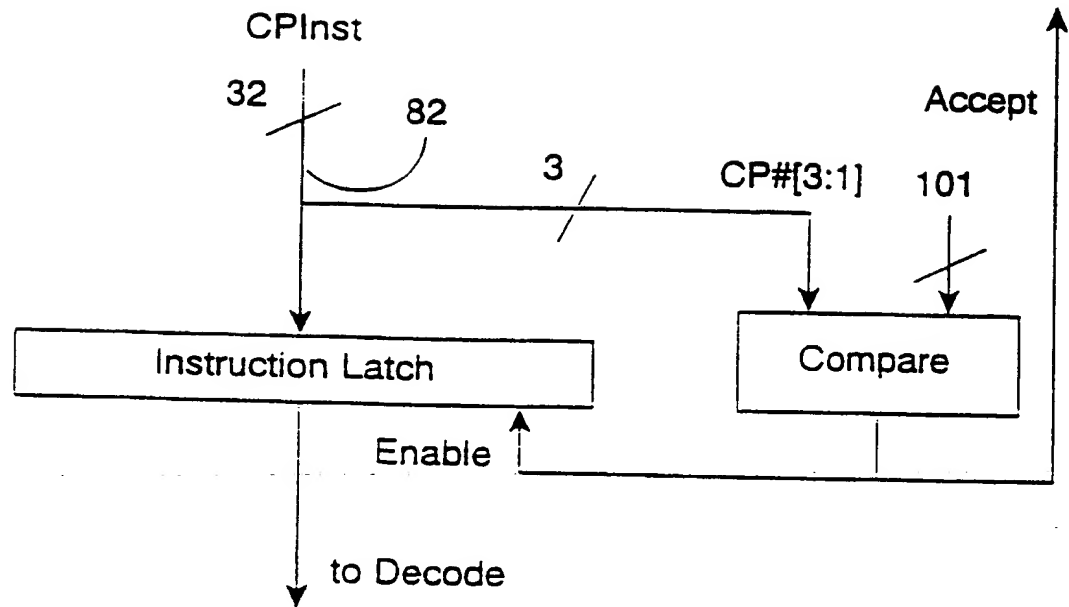 CPInst
32
82
Accept
3
CP#[3:1]
101
Instruction Latch
Compare
Enable
to Decode